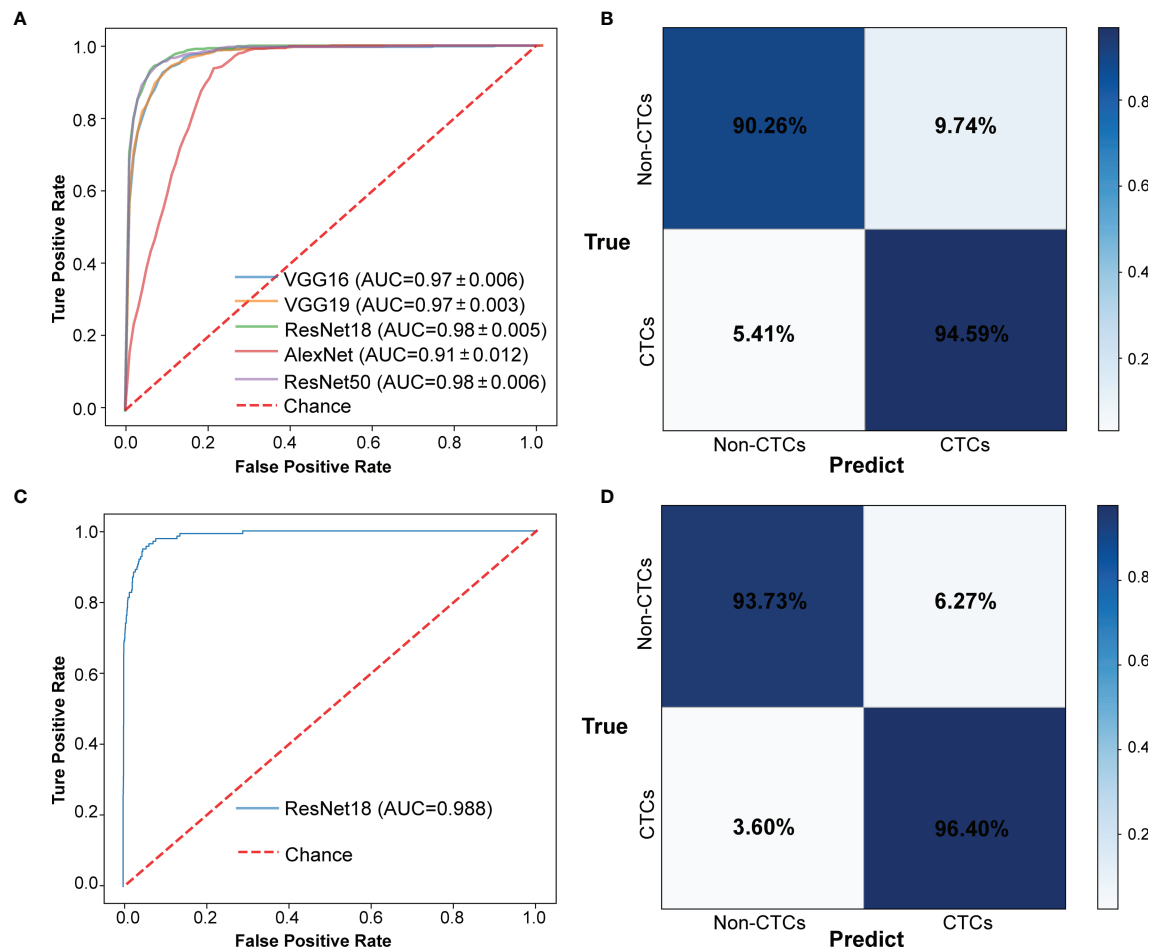 A
Ture Positive Rate
1.0
0.8
0.6
0.4
0.2
0.0
VGG16 (AUC=0.97±0.006)
VGG19 (AUC=0.97±0.003)
ResNet18 (AUC=0.98±0.005)
AlexNet (AUC=0.91±0.012)
ResNet50 (AUC=0.98±0.006)
Chance
0.0 0.2 0.4 0.6 0.8 1.0
False Positive Rate
B
True
Non-CTCs
CTCs
90.26% 9.74%
5.41% 94.59%
Non-CTCs CTCs
Predict
0.8
0.6
0.4
0.2
C
Ture Positive Rate
1.0
0.8
0.6
0.4
0.2
0.0
ResNet18 (AUC=0.988)
Chance
0.0 0.2 0.4 0.6 0.8 1.0
False Positive Rate
D
True
Non-CTCs
CTCs
93.73% 6.27%
3.60% 96.40%
Non-CTCs CTCs
Predict
0.8
0.6
0.4
0.2